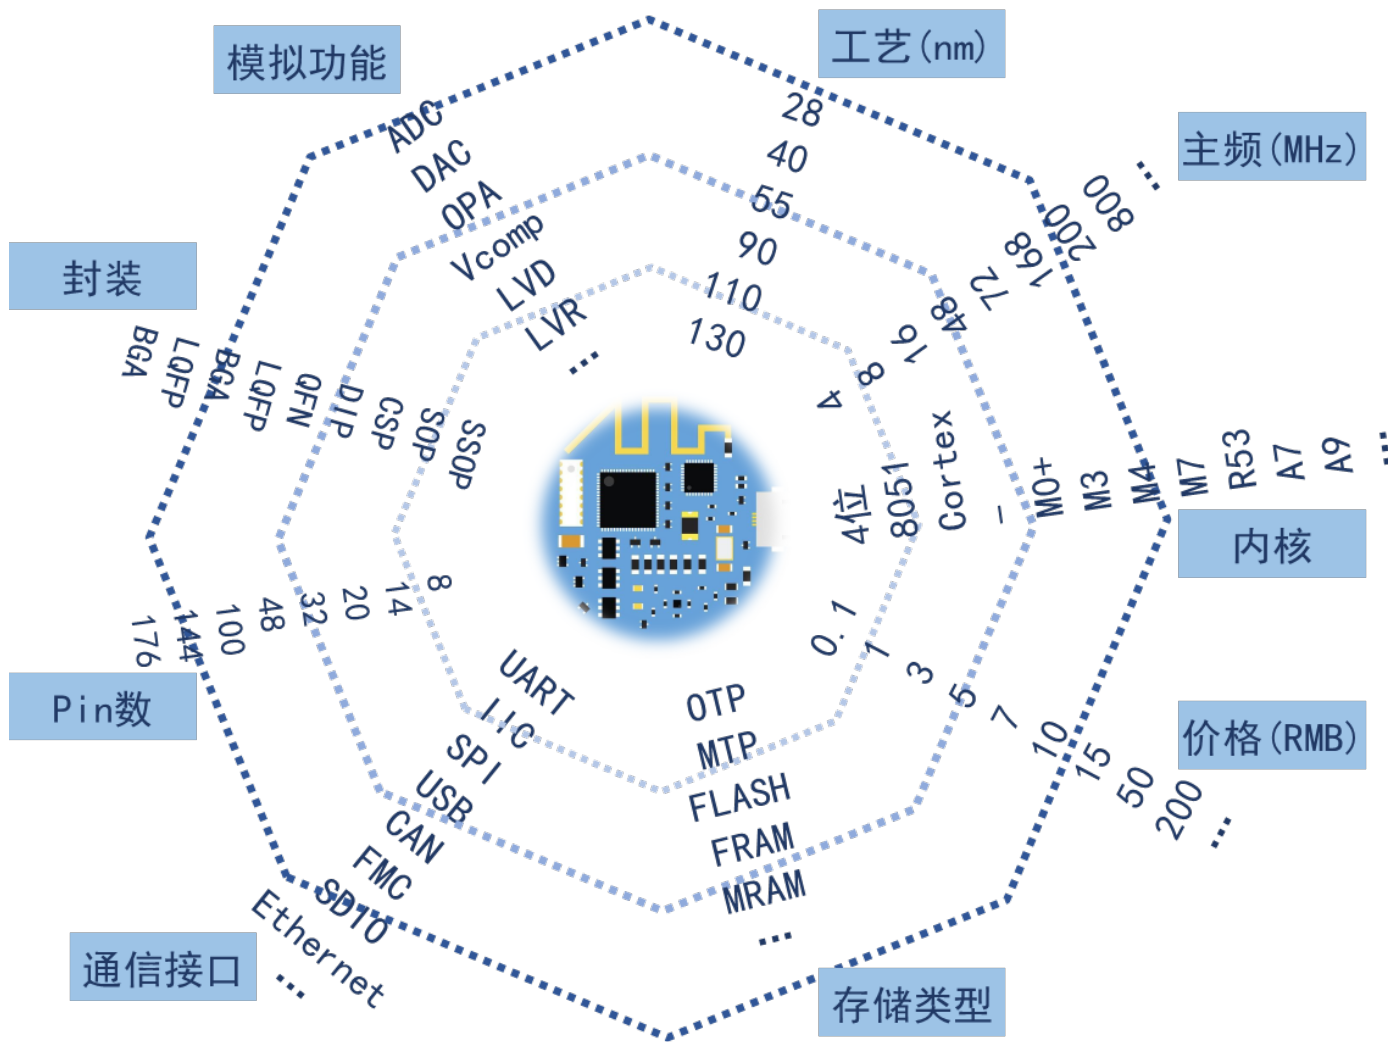 模拟功能
ADC
DAC
OPA
Vcomp
LVD
LVR
...
工艺(nm)
28
40
55
90
110
130
主频(MHz)
...
800
200
168
72
48
16
8
4
封装
BGA
LQFP
BGA
LQFP
QFN
DIP
CSP
SOP
SSOP
4位
8051
Cortex
-
M0+
M3
M4+
M7
R53
A7
A9
...
内核
Pin数
176
144
100
48
32
20
14
8
价格(RMB)
0.1
1
3
5
7
10
15
50
200
...
通信接口
UART
IIC
SPI
USB
CAN
FMC
SDIO
Ethernet
...
OTP
MTP
FLASH
FRAM
MRAM
...
存储类型